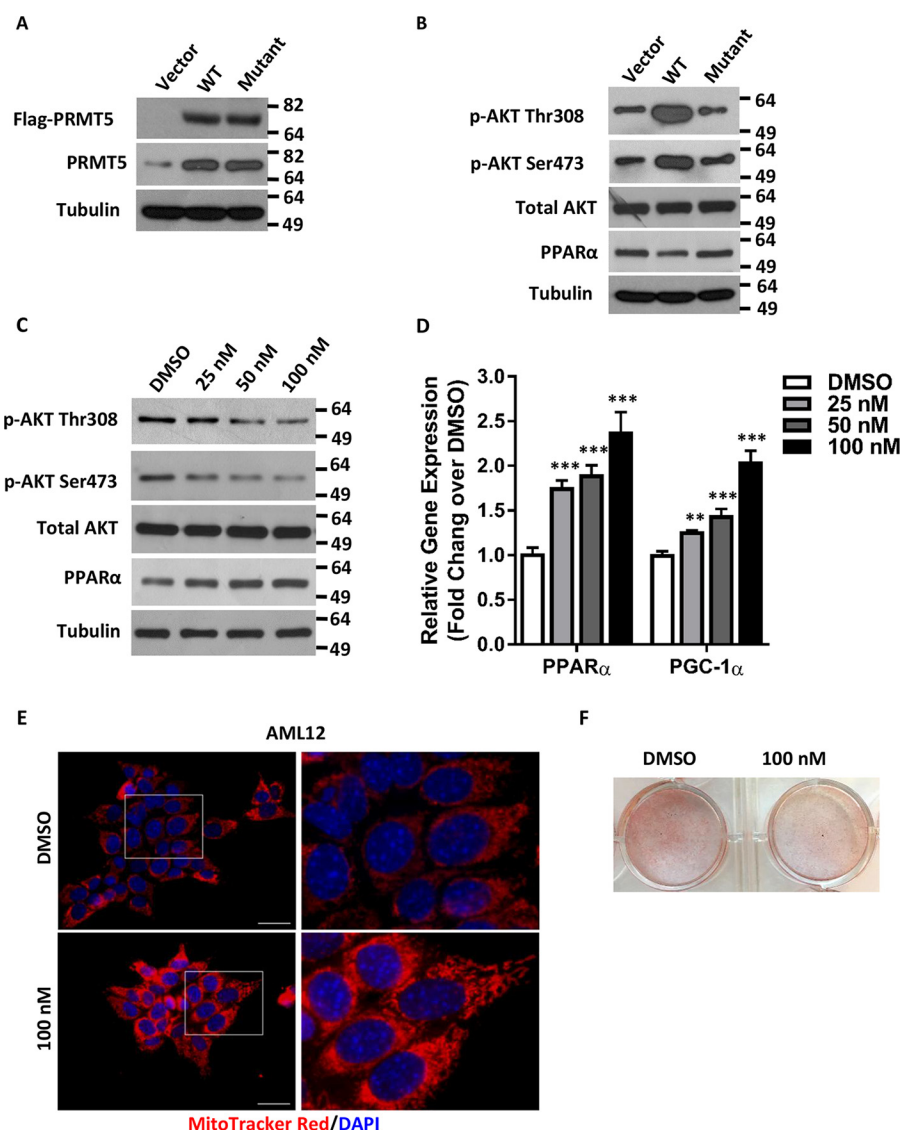 A
Vector
WT
Mutant
Flag-PRMT5
82
64
PRMT5
82
64
Tubulin
64
49
B
Vector
WT
Mutant
p-AKT Thr308
64
49
p-AKT Ser473
64
49
Total AKT
64
49
PPARα
64
49
Tubulin
64
49
C
DMSO
25 nM
50 nM
100 nM
p-AKT Thr308
64
49
p-AKT Ser473
64
49
Total AKT
64
49
PPARα
64
49
Tubulin
64
49
D
Relative Gene Expression
(Fold Chang over DMSO)
3.0
2.5
2.0
1.5
1.0
0.5
0.0
***
***
***
**
***
***
PPARα
PGC-1α
DMSO
25 nM
50 nM
100 nM
E
AML12
DMSO
100 nM
MitoTracker Red/DAPI
F
DMSO
100 nM